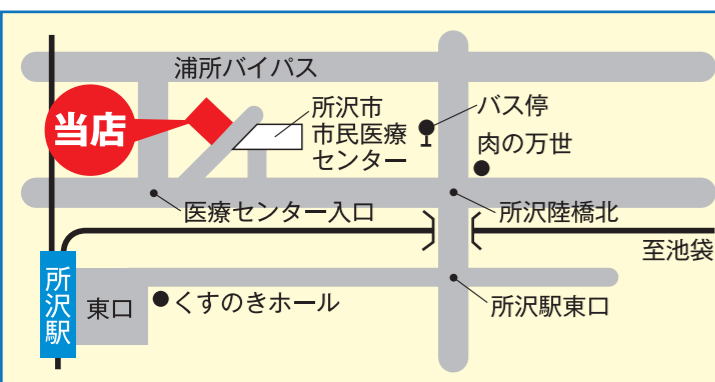 浦所バイパス
当店
所沢市
市民医療
センター
バス停
肉の万世
医療センター入口
所沢陸橋北
至池袋
所沢駅
東口
くすのきホール
所沢駅東口